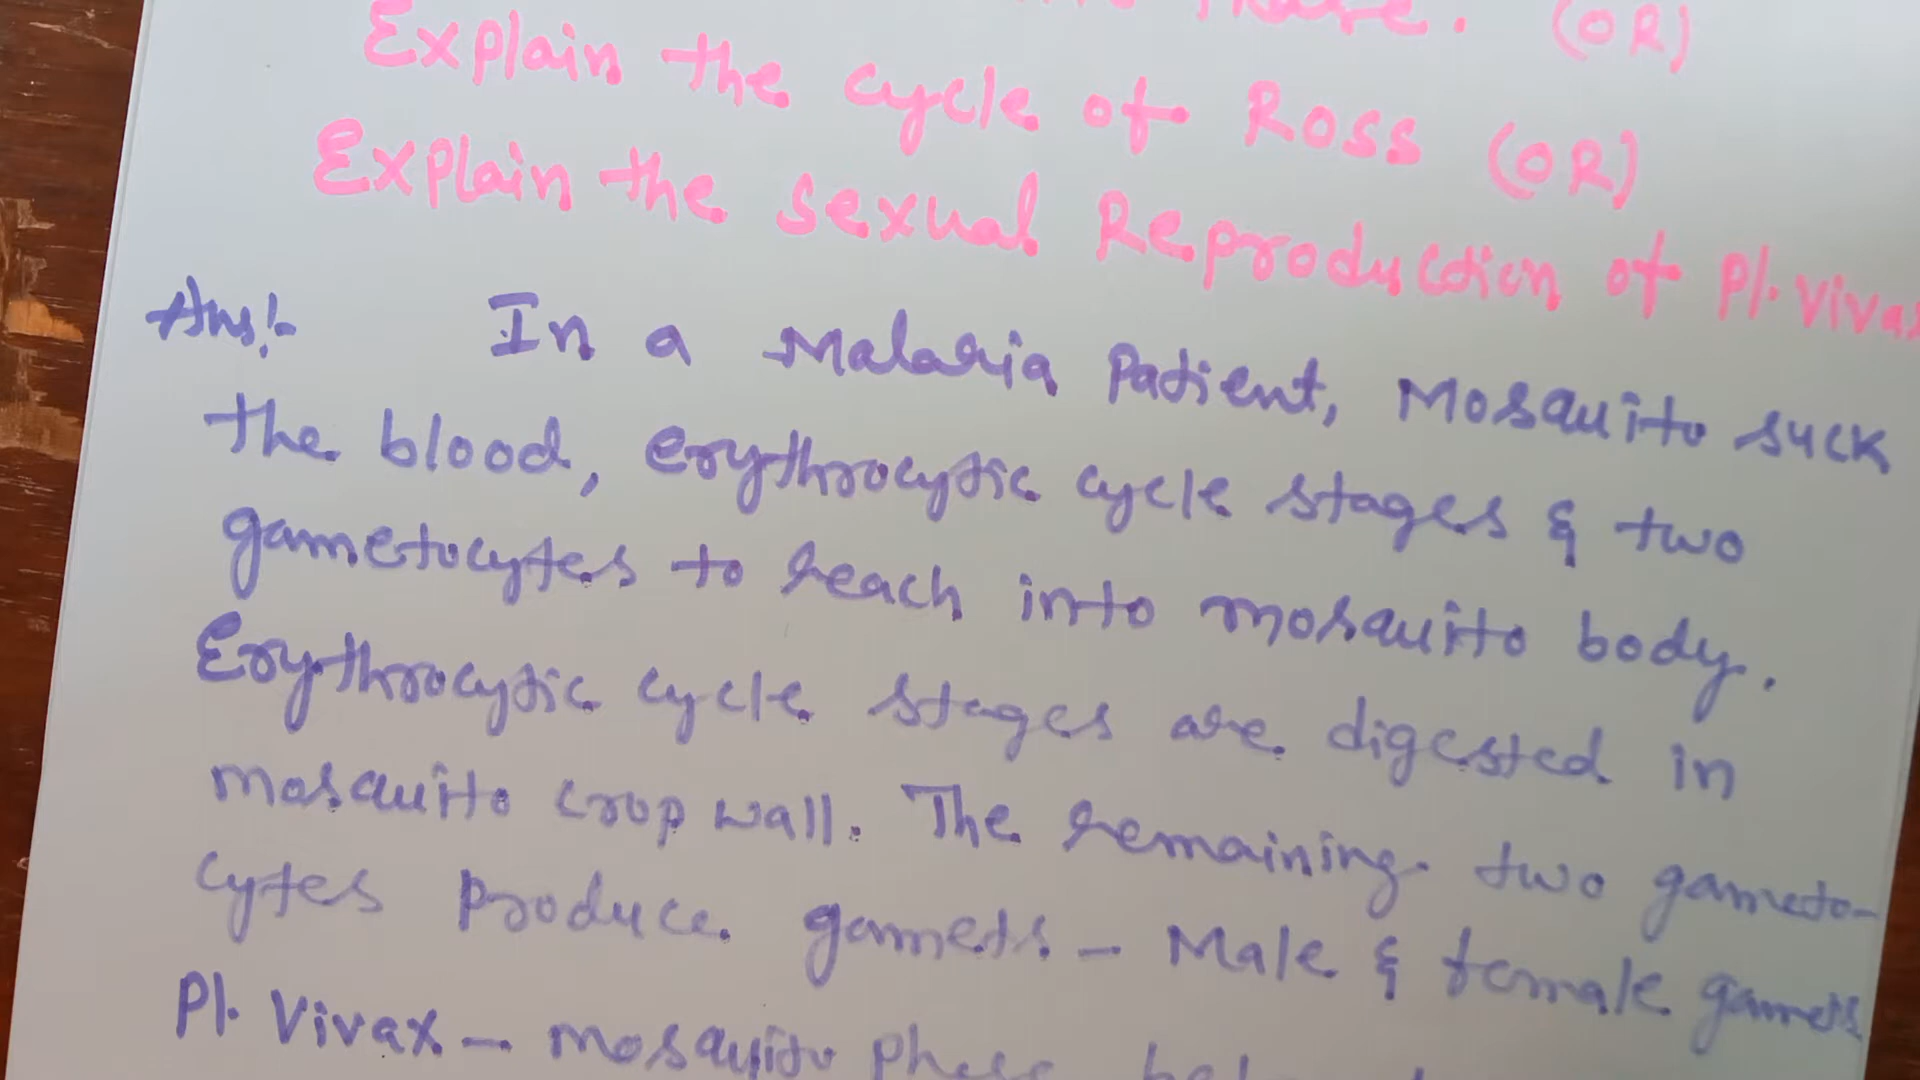 (OR)
Explain the cycle of Ross (OR)
Explain the sexual Reproduction of Pl. Vivax
Ans:- In a Malaria Patient, Mosquito suck
the blood, erythrocytic cycle stages & two
gametocytes to reach into mosquito body.
Erythrocytic cycle stages are digested in
mosquito crop wall. The remaining two gameto-
cytes produce gamets - Male & female gamets
Pl. Vivax - mosquito phase